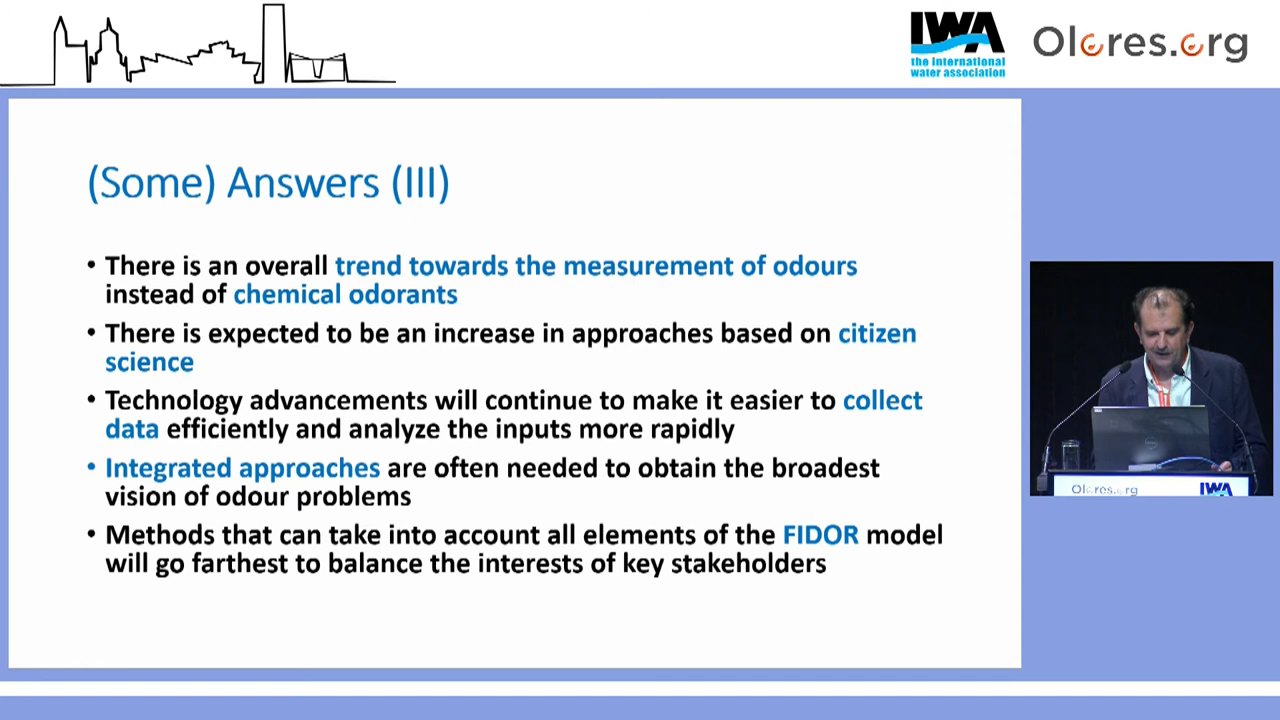 IWA
the international
water association
Olores.org
(Some) Answers (III)
• There is an overall trend towards the measurement of odours
instead of chemical odorants
• There is expected to be an increase in approaches based on citizen
science
• Technology advancements will continue to make it easier to collect
data efficiently and analyze the inputs more rapidly
• Integrated approaches are often needed to obtain the broadest
vision of odour problems
• Methods that can take into account all elements of the FIDOR model
will go farthest to balance the interests of key stakeholders
Olores.org
IWA